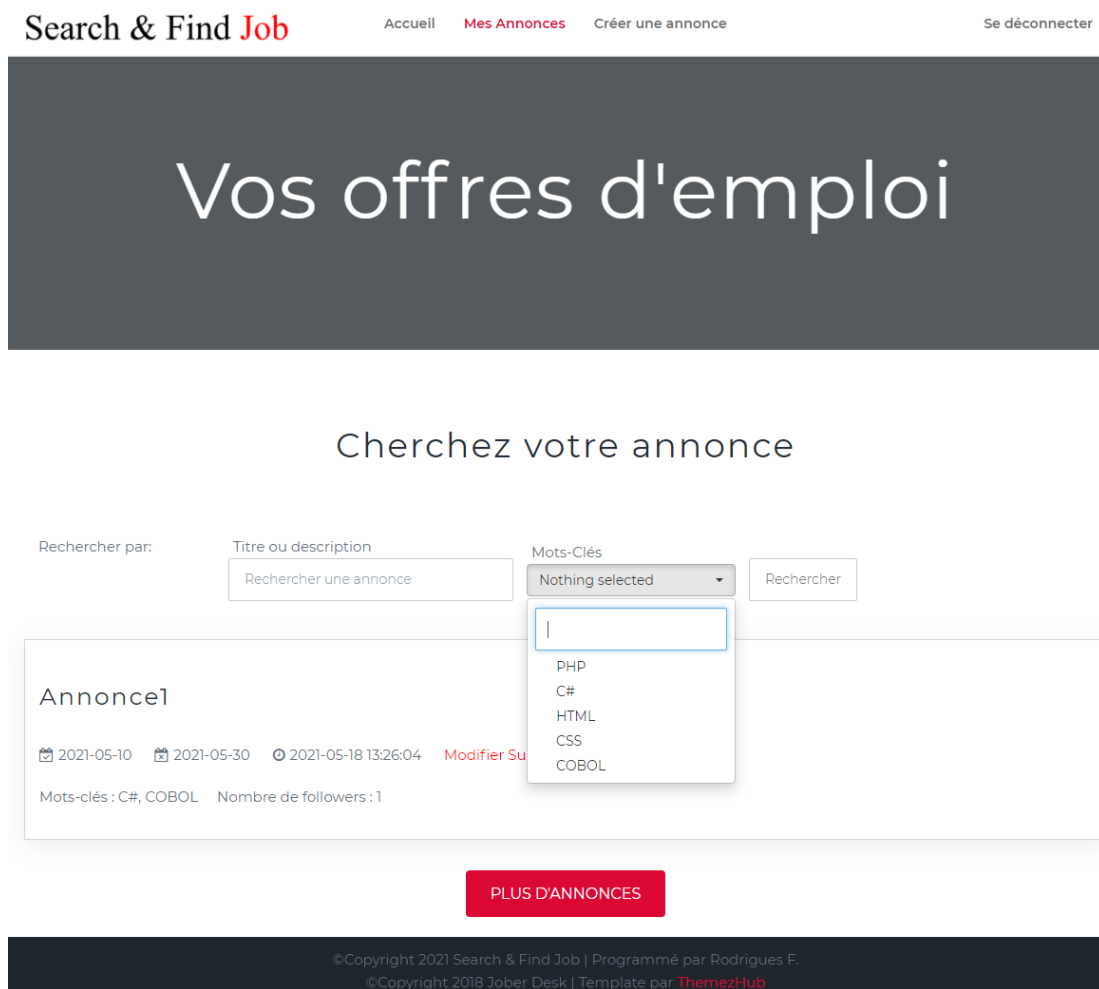 Search & Find Job
Accueil Mes Annonces Créer une annonce Se déconnecter
Vos offres d'emploi
Cherchez votre annonce
Rechercher par: Titre ou description Mots-Clés
Rechercher une annonce Nothing selected Rechercher
PHP
C#
HTML
CSS
COBOL
Annonce1
2021-05-10 2021-05-30 2021-05-18 13:26:04 Modifier Su
Mots-clés : C#, COBOL Nombre de followers : 1
PLUS D'ANNONCES
©Copyright 2021 Search & Find Job | Programmé par Rodrigues F.
©Copyright 2018 Jober Desk | Template par ThemezHub